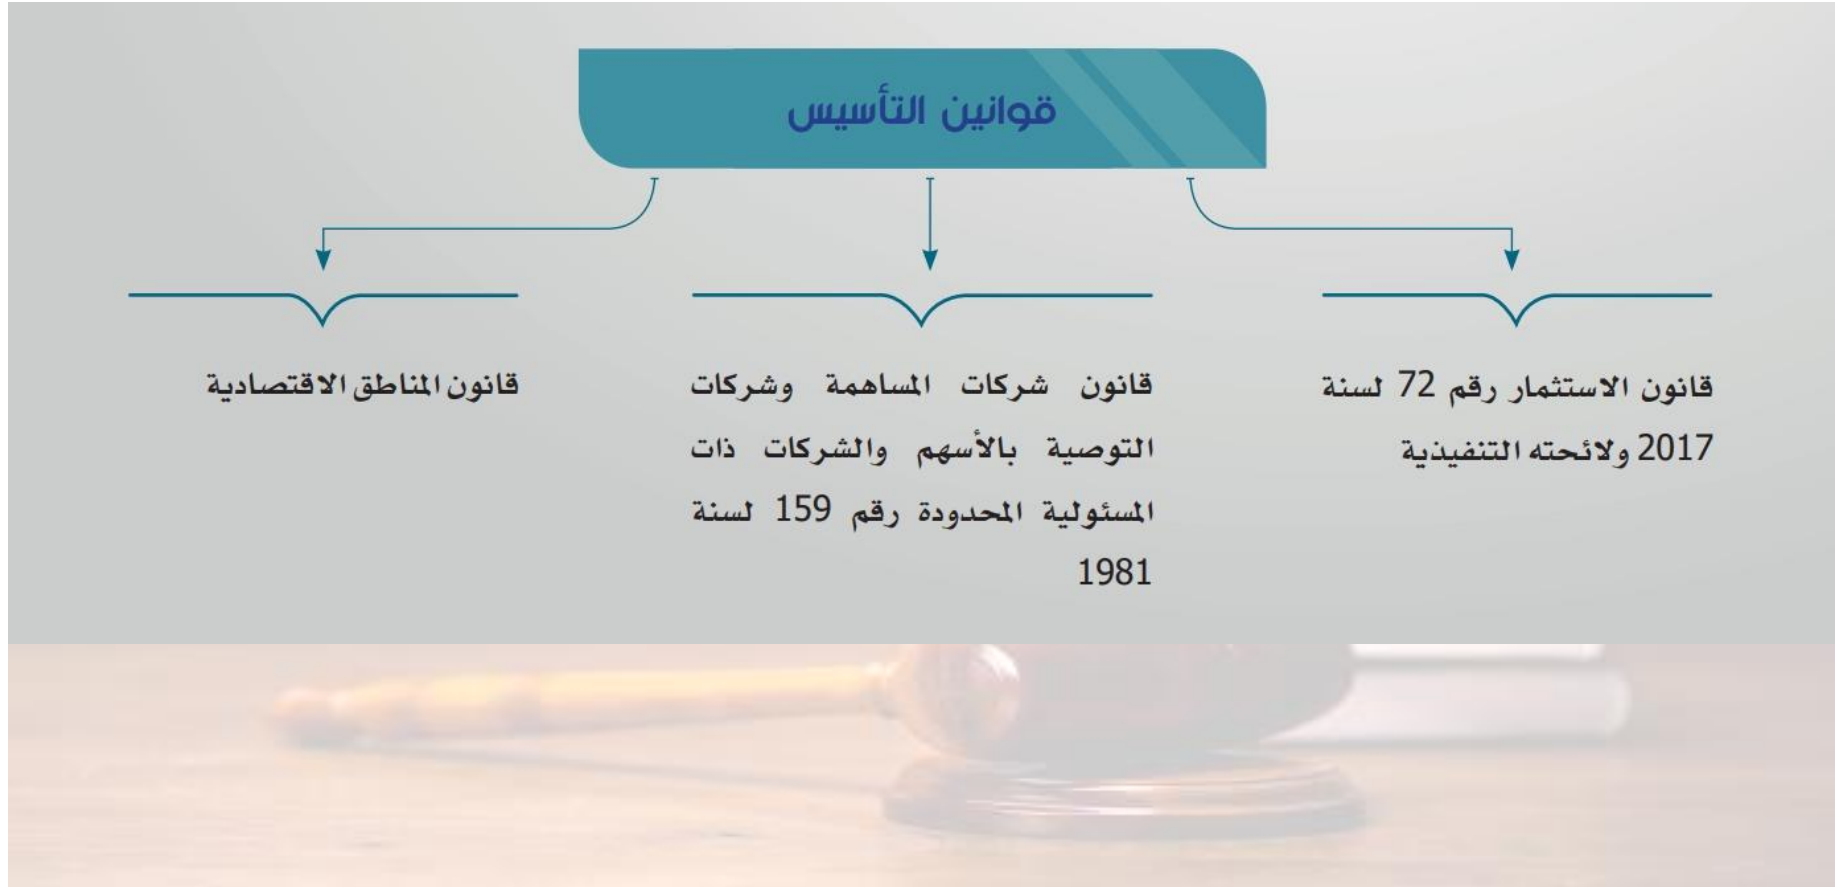 قوانين التأسيس
قانون الاستثمار رقم 72 لسنة
2017 ولائحته التنفيذية
قانون شركات المساهمة وشركات
التوصية بالأسهم والشركات ذات
المسئولية المحدودة رقم 159 لسنة
1981
قانون المناطق الاقتصادية